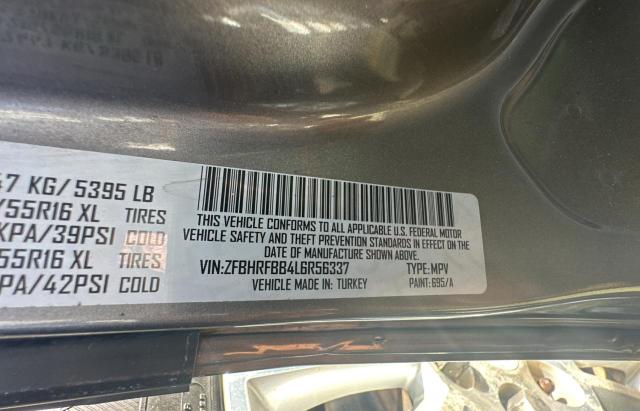 47 KG/ 5395 LB
/55R16 XL TIRES
KPA/39PSI COLD
55R16 XL TIRES
PA/42PSI COLD
THIS VEHICLE CONFORMS TO ALL APPLICABLE U.S. FEDERAL MOTOR
VEHICLE SAFETY AND THEFT PREVENTION STANDARDS IN EFFECT ON THE
DATE OF MANUFACTURE SHOWN ABOVE.
VIN:ZFBHRFBB4L6R56337 TYPE:MPV
VEHICLE MADE IN: TURKEY PAINT: 695/A